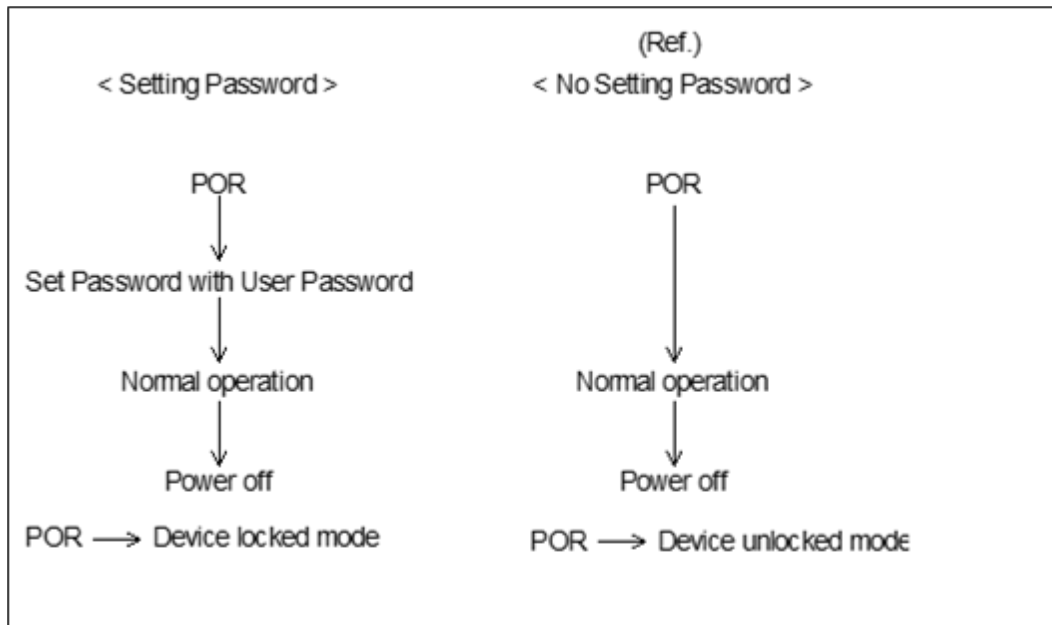 (Ref.)
< Setting Password >
< No Setting Password >
POR
POR
Set Password with User Password
Normal operation
Normal operation
Power off
Power off
POR
Device locked mode
POR
Device unlocked mode